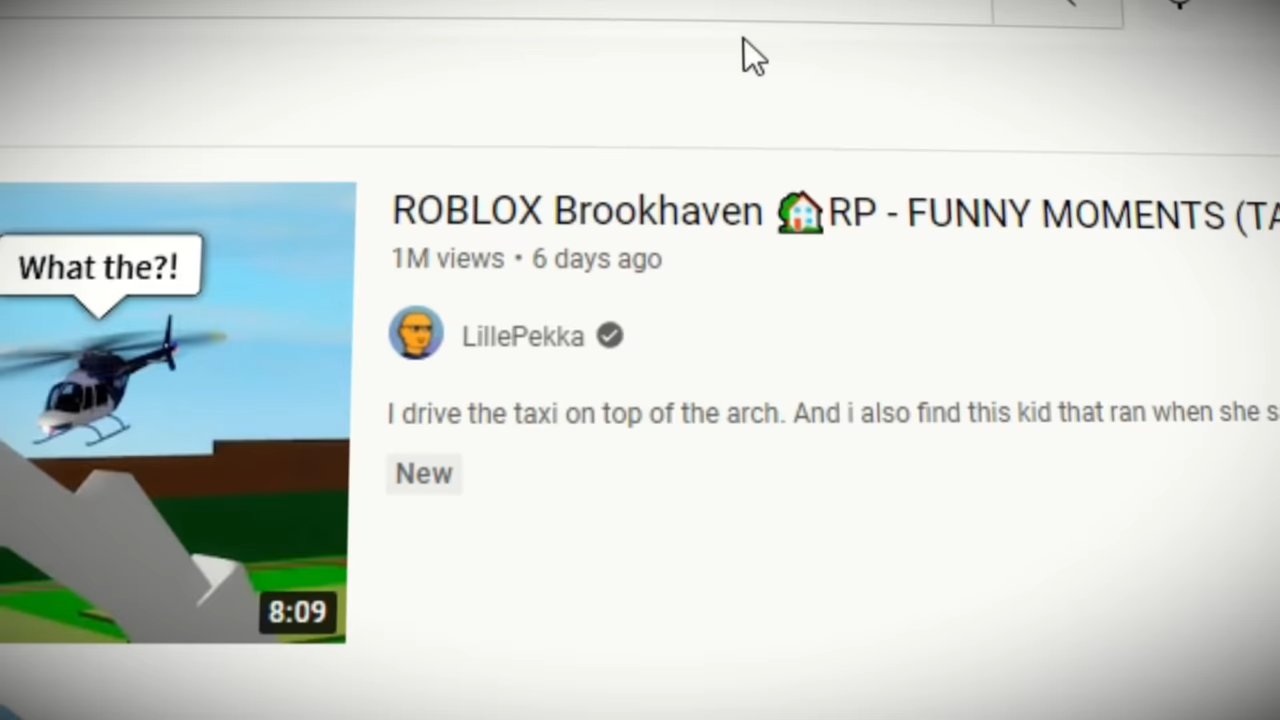 What the?!
8:09
ROBLOX Brookhaven 🏡RP - FUNNY MOMENTS (TA
1M views • 6 days ago
LillePekka
I drive the taxi on top of the arch. And i also find this kid that ran when she s
New